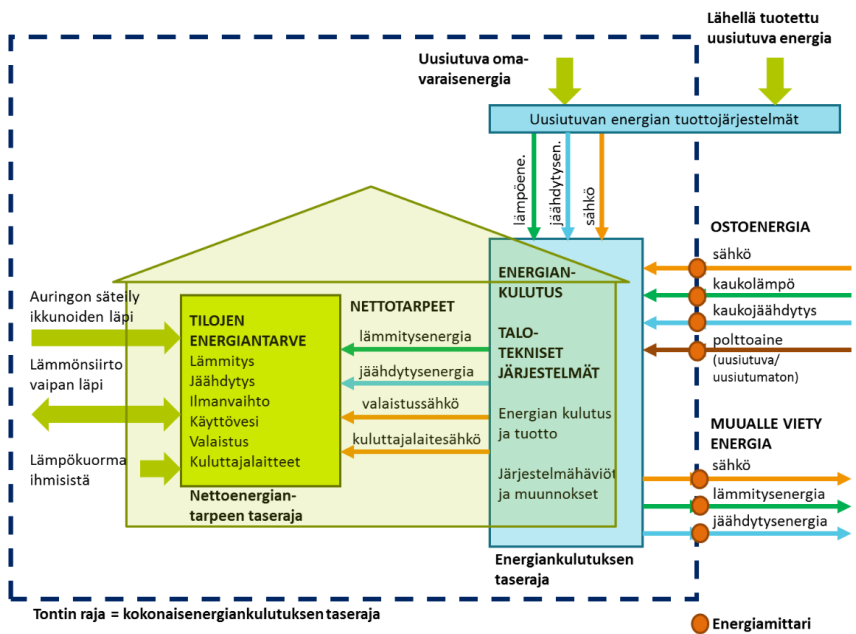 Lähellä tuotettu
uusiutuva energia
Uusiutuva oma-
varaisenergia
Uusiutuvan energian tuottojärjestelmät
lämpöene.
jäähdytysen.
sähkö
OSTOENERGIA
sähkö
kaukolämpö
kaukojäähdytys
polttoaine
(uusiutuva/
uusiutumaton)
ENERGIAN-
KULUTUS
TALO-
TEKNISET
JÄRJESTELMÄT
Energian kulutus
ja tuotto
Järjestelmähäviöt
ja muunnokset
Energiankulutuksen
taseraja
NETTOTARPEET
lämmitysenergia
jäähdytysenergia
valaistussähkö
kuluttajalaitesähkö
Auringon säteily
ikkunoiden läpi
Lämmönsiirto
vaipan läpi
Lämpökuorma
ihmisistä
TILOJEN
ENERGIANTARVE
Lämmitys
Jäähdytys
Ilmanvaihto
Käyttövesi
Valaistus
Kuluttajalaitteet
Nettoenergian-
tarpeen taseraja
MUUALLE VIETY
ENERGIA
sähkö
lämmitysenergia
jäähdytysenergia
Tontin raja = kokonaisenergiankulutuksen taseraja
Energiamittari